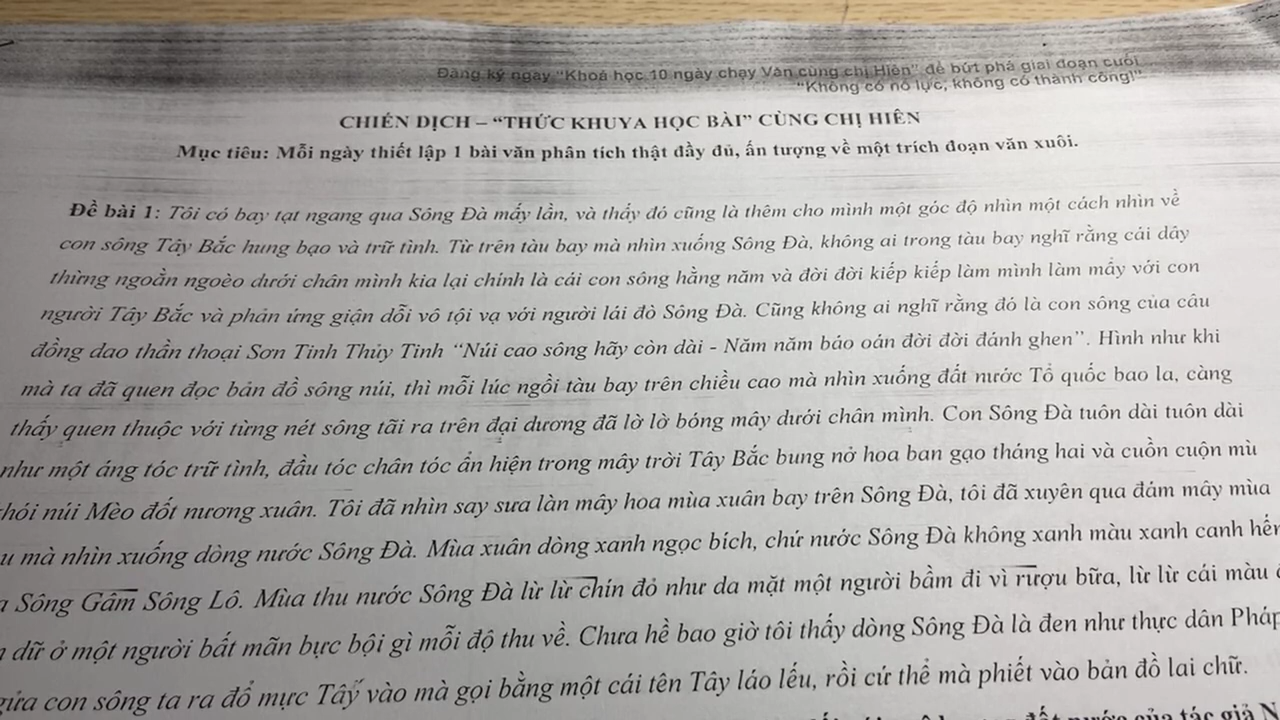 Đăng ký ngay "Khoá học 10 ngày chạy Văn cùng chị Hiên" để bứt phá giai đoạn cuối
"Không có nỗ lực, không có thành công!"
CHIẾN DỊCH – "THỨC KHUYA HỌC BÀI" CÙNG CHỊ HIÊN
Mục tiêu: Mỗi ngày thiết lập 1 bài văn phân tích thật đầy đủ, ấn tượng về một trích đoạn văn xuôi.
Đề bài 1: Tôi có bay tạt ngang qua Sông Đà mấy lần, và thấy đó cũng là thêm cho mình một góc độ nhìn một cách nhìn về
con sông Tây Bắc hung bạo và trữ tình. Từ trên tàu bay mà nhìn xuống Sông Đà, không ai trong tàu bay nghĩ rằng cái dây
thừng ngoằn ngoèo dưới chân mình kia lại chính là cái con sông hằng năm và đời đời kiếp kiếp làm mình làm mẩy với con
người Tây Bắc và phản ứng giận dỗi vô tội vạ với người lái đò Sông Đà. Cũng không ai nghĩ rằng đó là con sông của câu
đồng dao thần thoại Sơn Tinh Thủy Tinh "Núi cao sông hãy còn dài - Năm năm báo oán đời đời đánh ghen". Hình như khi
mà ta đã quen đọc bản đồ sông núi, thì mỗi lúc ngồi tàu bay trên chiều cao mà nhìn xuống đất nước Tổ quốc bao la, càng
thấy quen thuộc với từng nét sông tãi ra trên đại dương đã lờ lờ bóng mây dưới chân mình. Con Sông Đà tuôn dài tuôn dài
như một áng tóc trữ tình, đầu tóc chân tóc ẩn hiện trong mây trời Tây Bắc bung nở hoa ban gạo tháng hai và cuồn cuộn mù
khói núi Mèo đốt nương xuân. Tôi đã nhìn say sưa làn mây hoa mùa xuân bay trên Sông Đà, tôi đã xuyên qua đám mây mùa
u mà nhìn xuống dòng nước Sông Đà. Mùa xuân dòng xanh ngọc bích, chứ nước Sông Đà không xanh màu xanh canh hến
Sông Gâm Sông Lô. Mùa thu nước Sông Đà lừ lừ chín đỏ như da mặt một người bầm đi vì rượu bữa, lừ lừ cái màu
dữ ở một người bất mãn bực bội gì mỗi độ thu về. Chưa hề bao giờ tôi thấy dòng Sông Đà là đen như thực dân Pháp
con sông ta ra đổ mực Tây vào mà gọi bằng một cái tên Tây láo lếu, rồi cứ thế mà phiết vào bản đồ lai chữ.
đất nước của tác giả